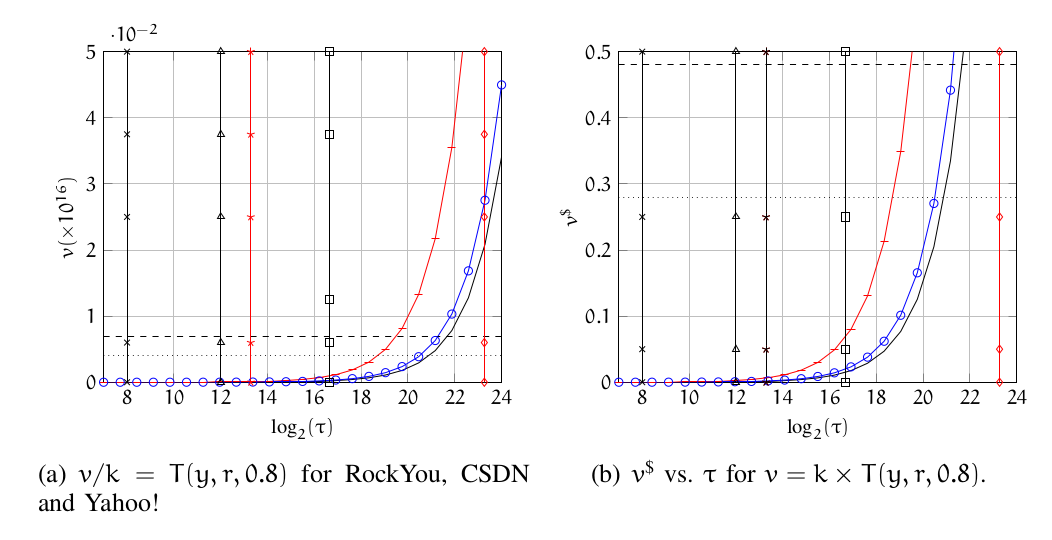 ·10⁻²
5
4
3
2
1
0
ν(×10¹⁶)
8 10 12 14 16 18 20 22 24
log₂(τ)
(a) ν/k = T(y, r, 0.8) for RockYou, CSDN
and Yahoo!
0.5
0.4
0.3
0.2
0.1
0
ν$
8 10 12 14 16 18 20 22 24
log₂(τ)
(b) ν$ vs. τ for ν = k × T(y, r, 0.8).